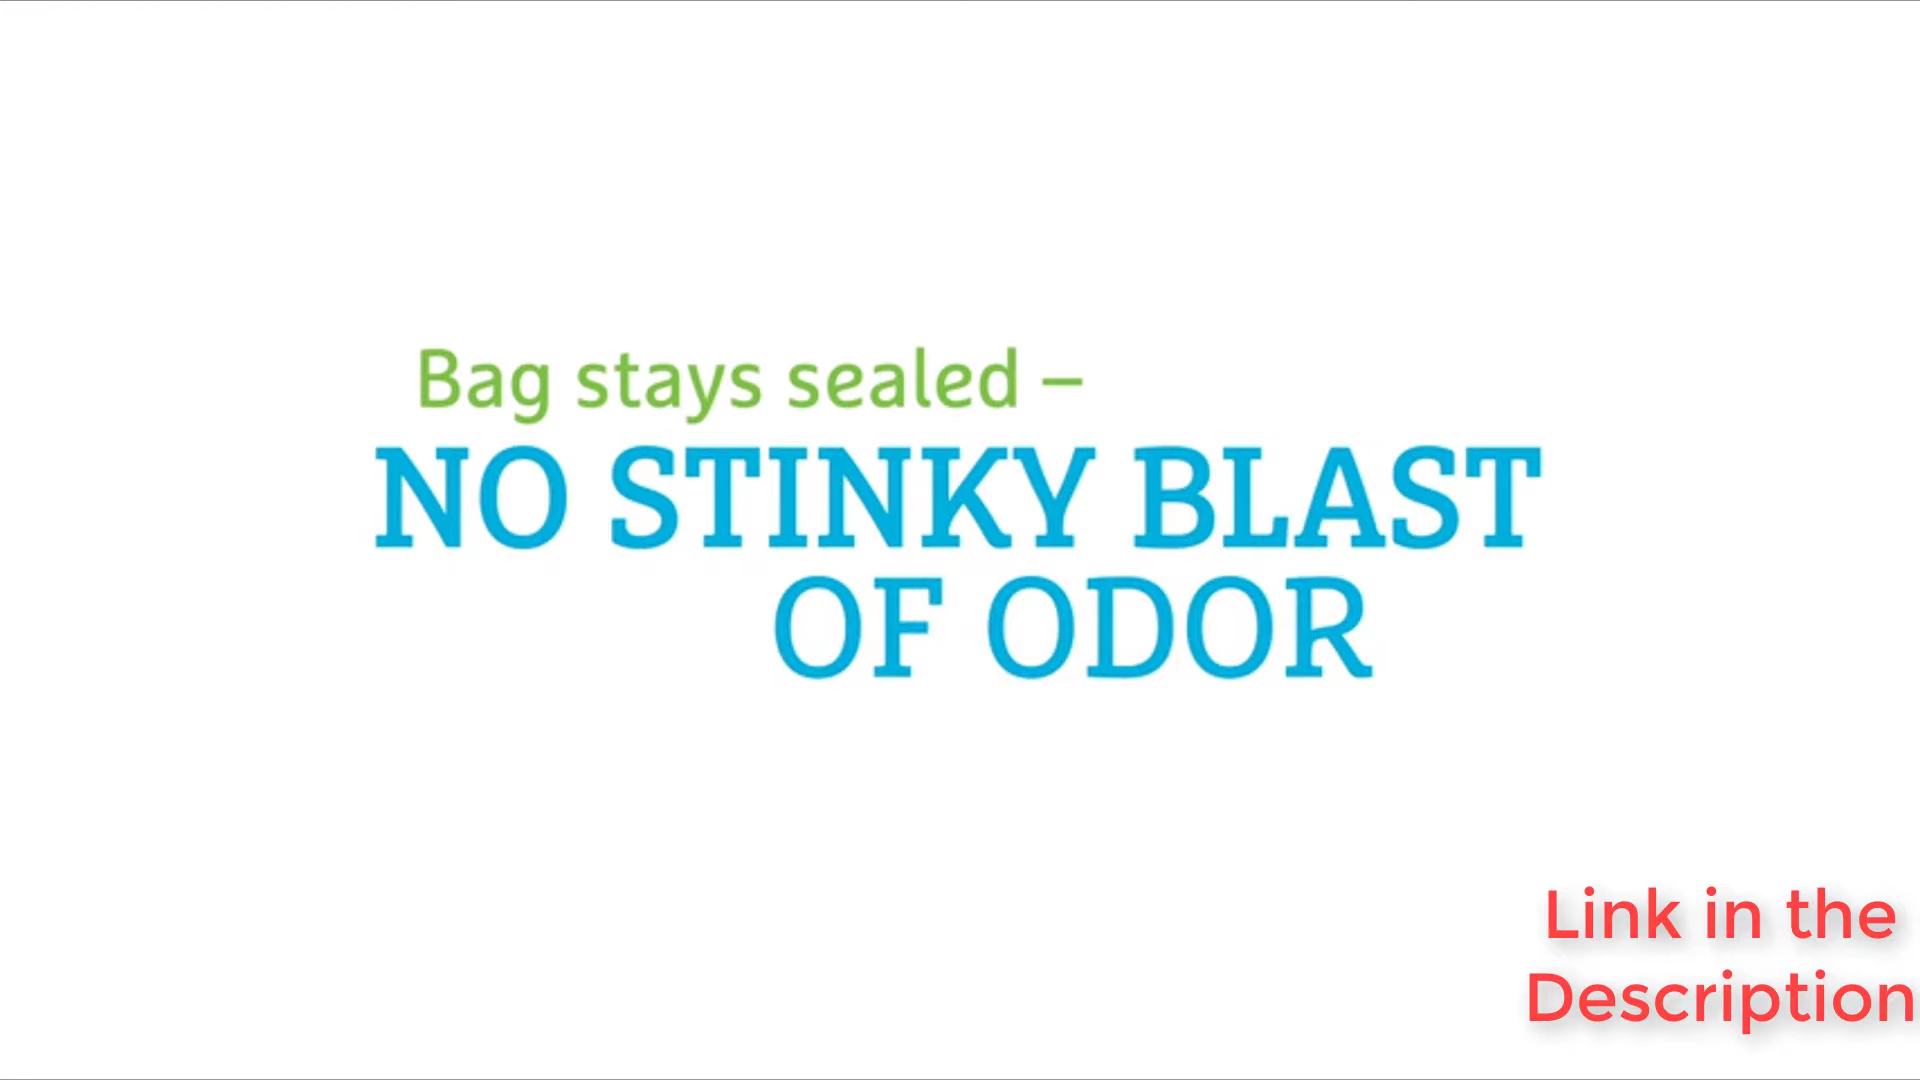 Bag stays sealed –
NO STINKY BLAST
OF ODOR
Link in the
Description